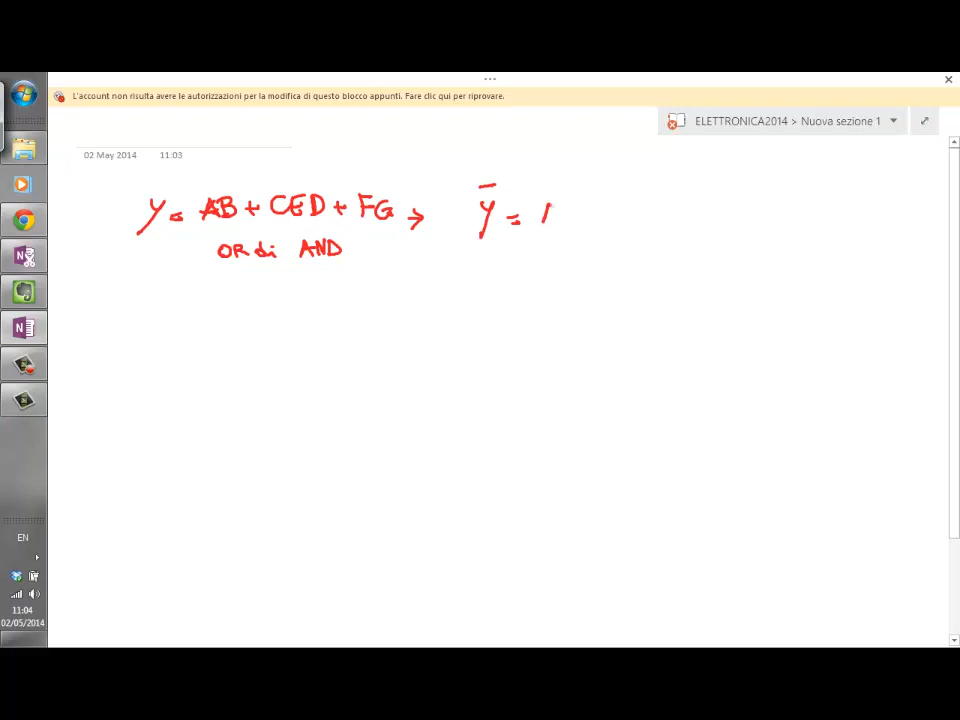 L'account non risulta avere le autorizzazioni per la modifica di questo blocco appunti. Fare clic qui per riprovare.
ELETTRONICA2014 > Nuova sezione 1
02 May 2014 11:03
y = AB + CED + FG → y̅ =
OR di AND
EN
11:04
02/05/2014